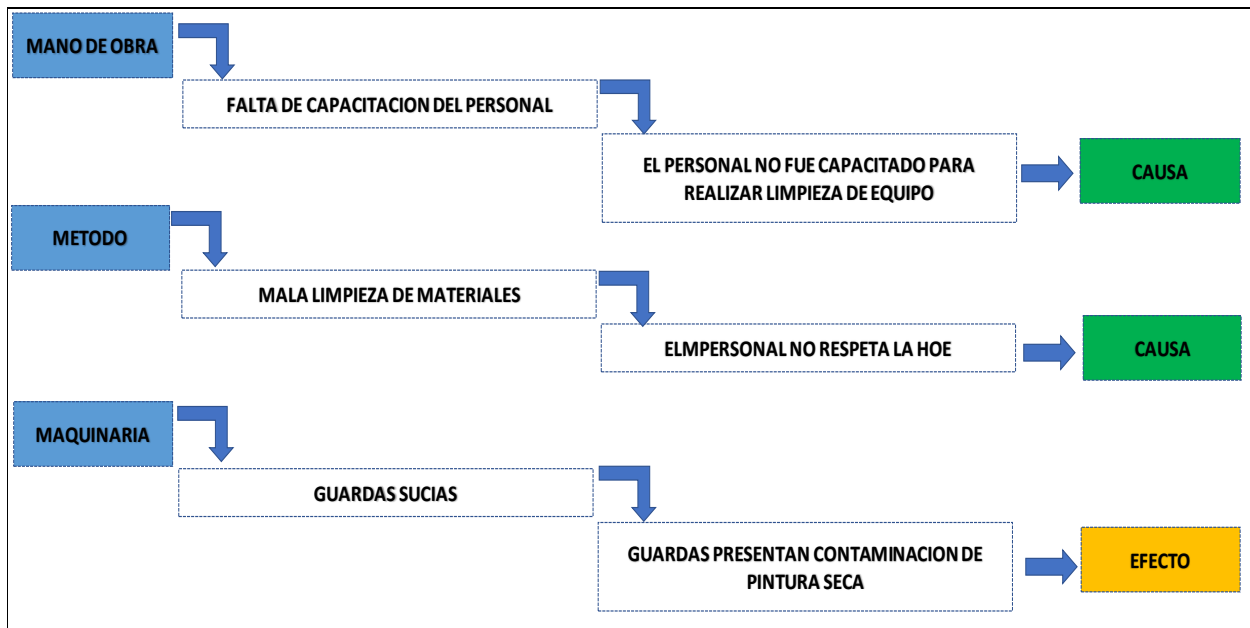 MANO DE OBRA
FALTA DE CAPACITACION DEL PERSONAL
EL PERSONAL NO FUE CAPACITADO PARA
REALIZAR LIMPIEZA DE EQUIPO
CAUSA
METODO
MALA LIMPIEZA DE MATERIALES
ELMPERSONAL NO RESPETA LA HOE
CAUSA
MAQUINARIA
GUARDAS SUCIAS
GUARDAS PRESENTAN CONTAMINACION DE
PINTURA SECA
EFECTO